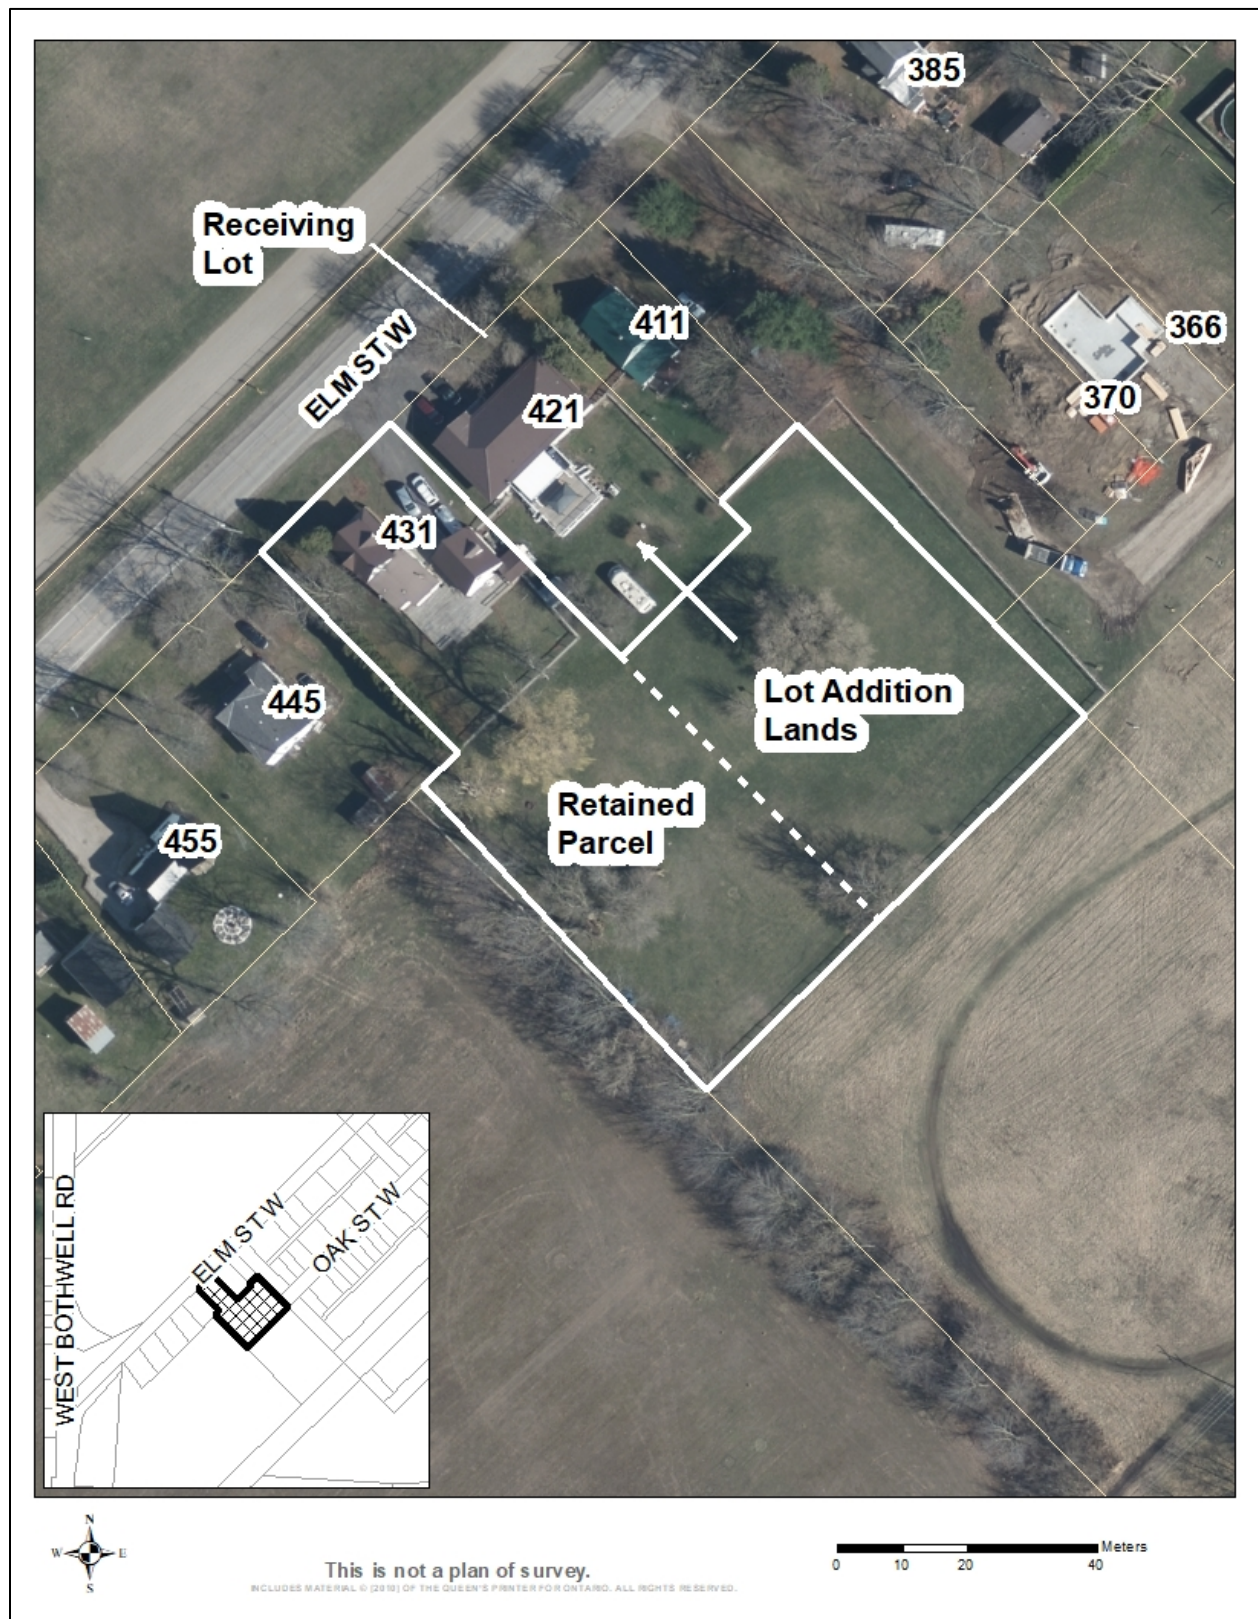 385
Receiving
Lot
ELM ST W
411
366
421
370
431
Lot Addition
Lands
445
Retained
Parcel
455
WEST BOTHWELL RD
ELM ST W
OAK ST W
N
W E
S
This is not a plan of survey.
INCLUDES MATERIAL © [2010] OF THE QUEEN'S PRINTER FOR ONTARIO. ALL RIGHTS RESERVED.
Meters
0 10 20 40